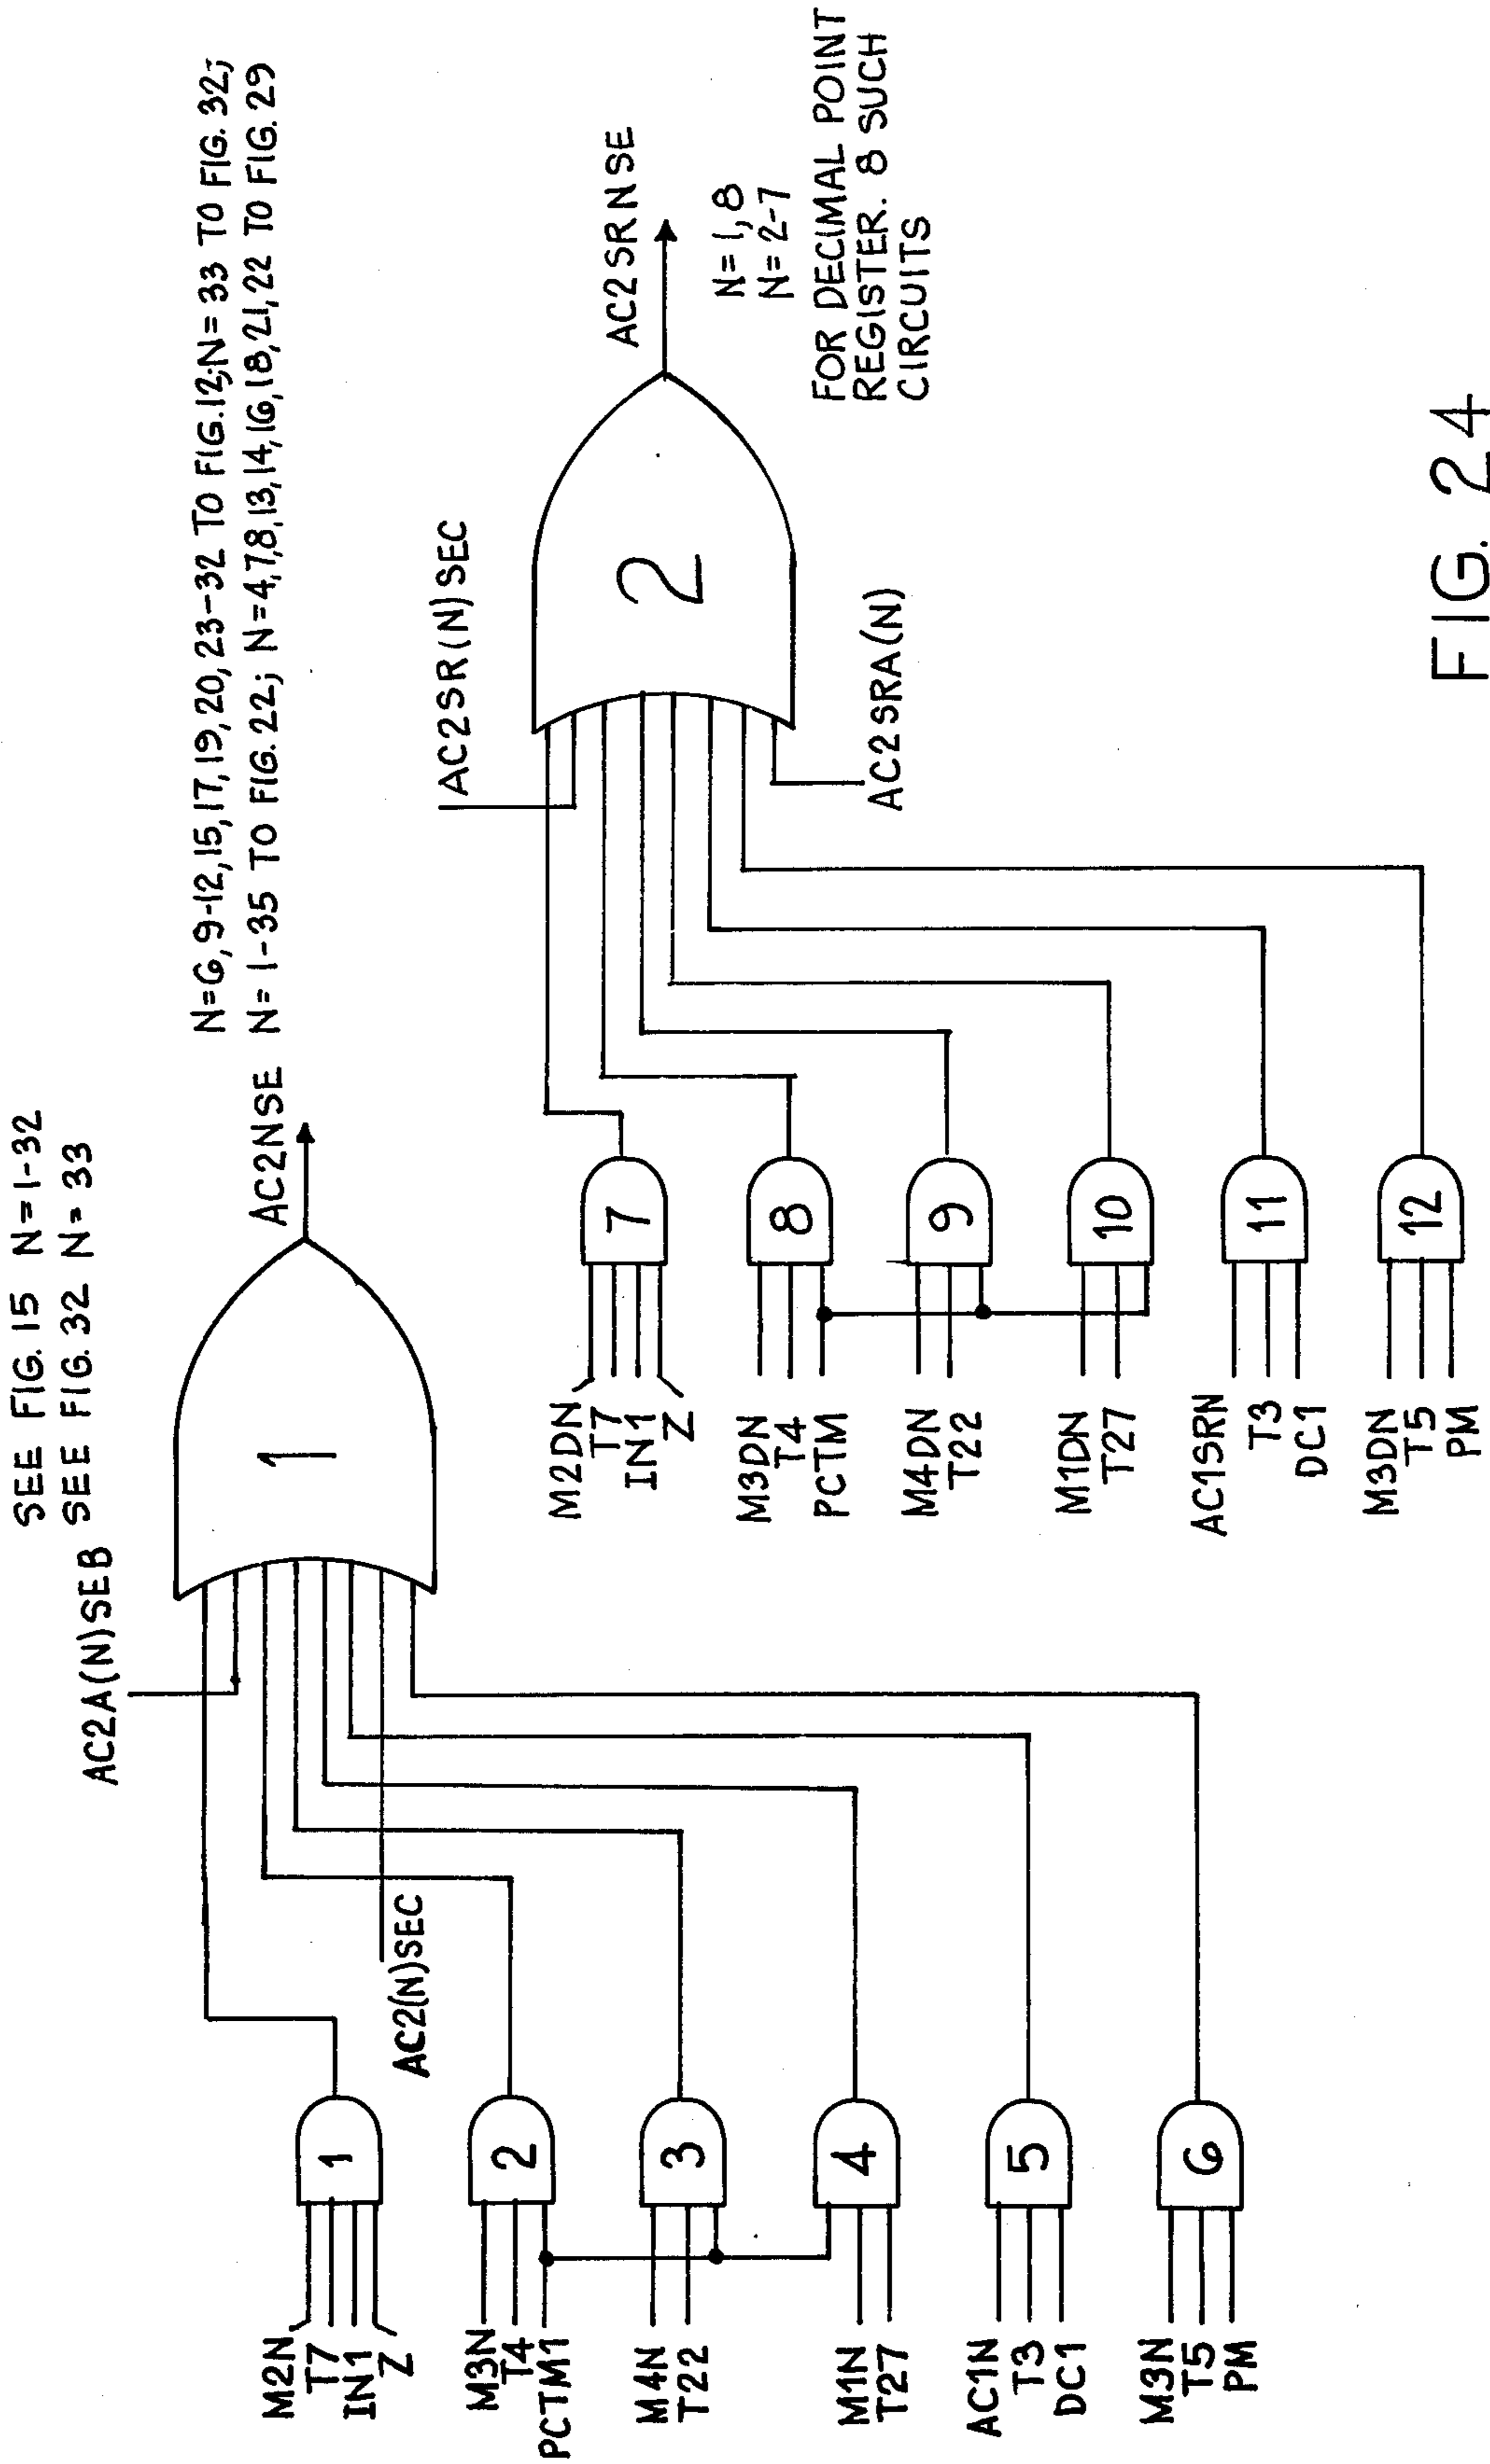 SEE FIG. 15 N=1-32
SEE FIG. 32 N=33
AC2A(N)SEB
AC2NSE
N=6,9-12,15,17,19,20,23-32 TO FIG.12;N=33 TO FIG. 32;
N=1-35 TO FIG.22; N=4,7,8,13,14,16,18,21,22 TO FIG. 29
1
AC2(N)SEC
M2N
T7
IN1
Z
1
M3N
T4
PCTM1
2
M4N
T22
3
M1N
T27
4
AC1N
T3
DC1
5
M3N
T5
PM
6
AC2SR(N)SEC
2
AC2SRNSE
N=1,8
N=2-7
FOR DECIMAL POINT
REGISTER. 8 SUCH
CIRCUITS
AC2SRA(N)
M2DN
T7
IN1
Z
7
M3DN
T4
PCTM
8
M4DN
T22
9
M1DN
T27
10
AC1SRN
T3
DC1
11
M3DN
T5
PM
12
FIG. 24